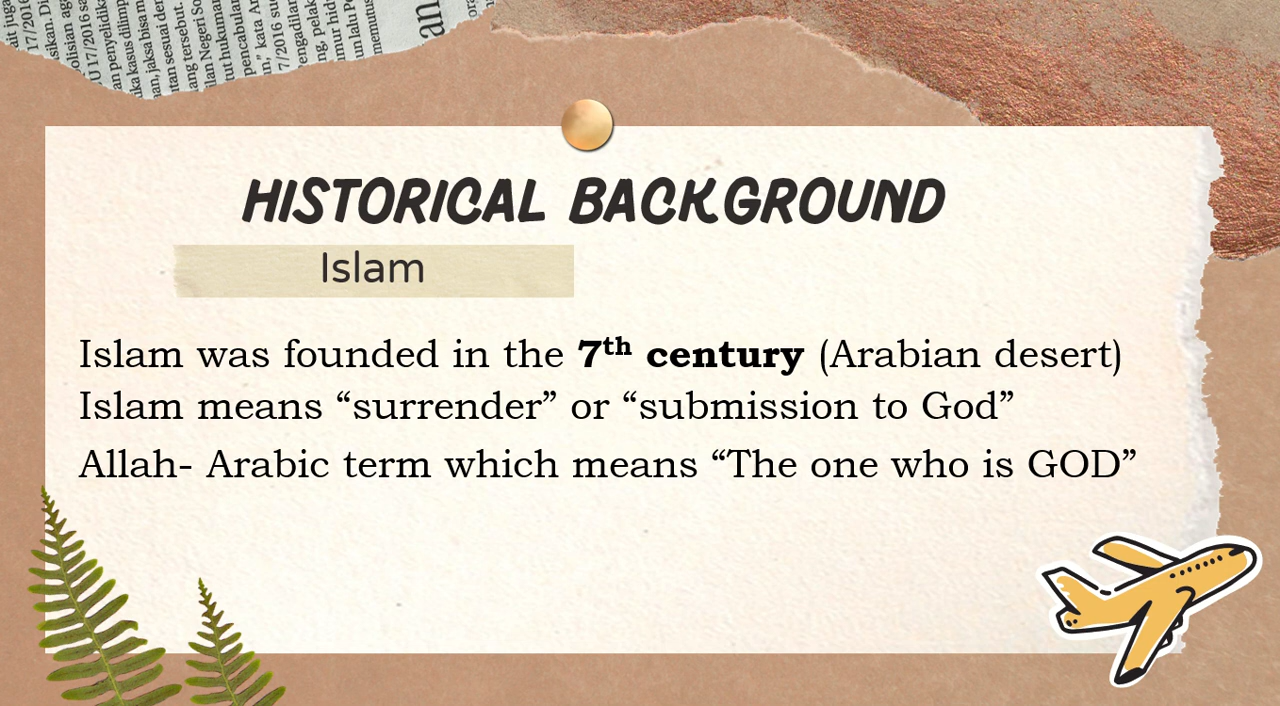 HISTORICAL BACKGROUND
Islam
Islam was founded in the 7th century (Arabian desert)
Islam means “surrender” or “submission to God”
Allah- Arabic term which means “The one who is GOD”